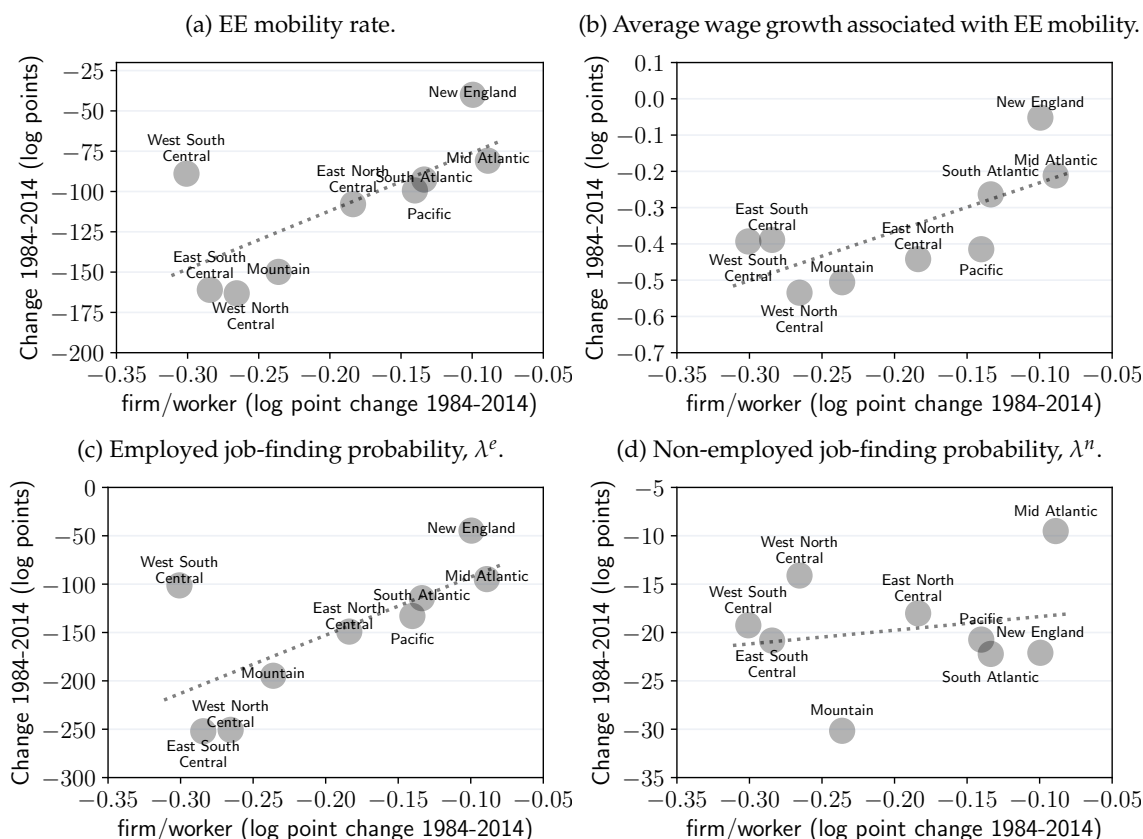 (a) EE mobility rate.
(b) Average wage growth associated with EE mobility.
Change 1984-2014 (log points)
−25
−50
−75
−100
−125
−150
−175
−200
New England
West South
Central
East North
Central
South Atlantic
Mid Atlantic
Pacific
East South
Central
Mountain
West North
Central
−0.35 −0.30 −0.25 −0.20 −0.15 −0.10 −0.05
firm/worker (log point change 1984-2014)
Change 1984-2014 (log points)
0.1
0.0
−0.1
−0.2
−0.3
−0.4
−0.5
−0.6
−0.7
New England
Mid Atlantic
South Atlantic
East South
Central
East North
Central
West South
Central
Mountain
Pacific
West North
Central
−0.35 −0.30 −0.25 −0.20 −0.15 −0.10 −0.05
firm/worker (log point change 1984-2014)
(c) Employed job-finding probability, λᵉ.
(d) Non-employed job-finding probability, λⁿ.
Change 1984-2014 (log points)
0
−50
−100
−150
−200
−250
−300
New England
West South
Central
Mid Atlantic
South Atlantic
East North
Central
Pacific
Mountain
West North
Central
East South
Central
−0.35 −0.30 −0.25 −0.20 −0.15 −0.10 −0.05
firm/worker (log point change 1984-2014)
Change 1984-2014 (log points)
−5
−10
−15
−20
−25
−30
−35
Mid Atlantic
West North
Central
East North
Central
West South
Central
Pacific
New England
East South
Central
South Atlantic
Mountain
−0.35 −0.30 −0.25 −0.20 −0.15 −0.10 −0.05
firm/worker (log point change 1984-2014)